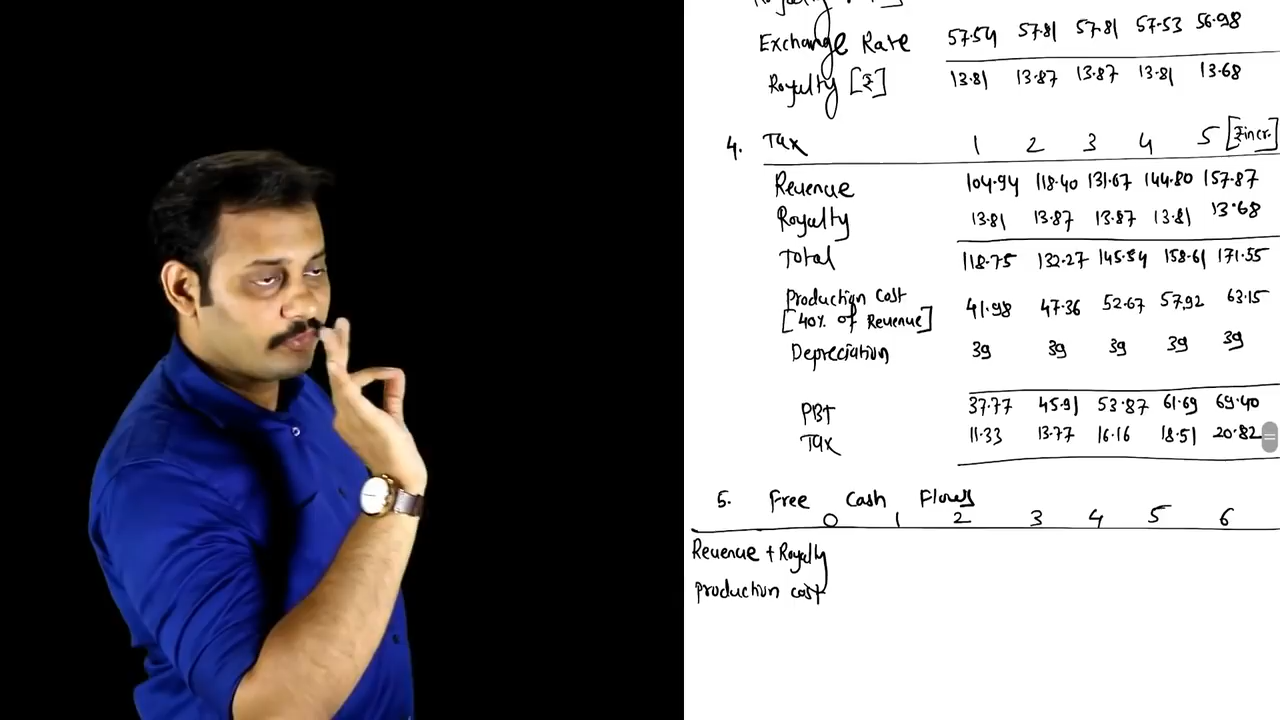 Exchange Rate 57.54 57.81 57.81 57.53 56.98
Royalty [₹] 13.81 13.87 13.87 13.81 13.68
4. Tax 1 2 3 4 5 [₹incr.]
Revenue 104.94 118.40 131.67 144.80 157.87
Royalty 13.81 13.87 13.87 13.81 13.68
Total 118.75 132.27 145.54 158.61 171.55
Production Cost
[40% of Revenue] 41.98 47.36 52.67 57.92 63.15
Depreciation 39 39 39 39 39
PBT 37.77 45.91 53.87 61.69 69.40
Tax 11.33 13.77 16.16 18.51 20.82
5. Free Cash Flows
0 1 2 3 4 5 6
Revenue + Royalty
production cost